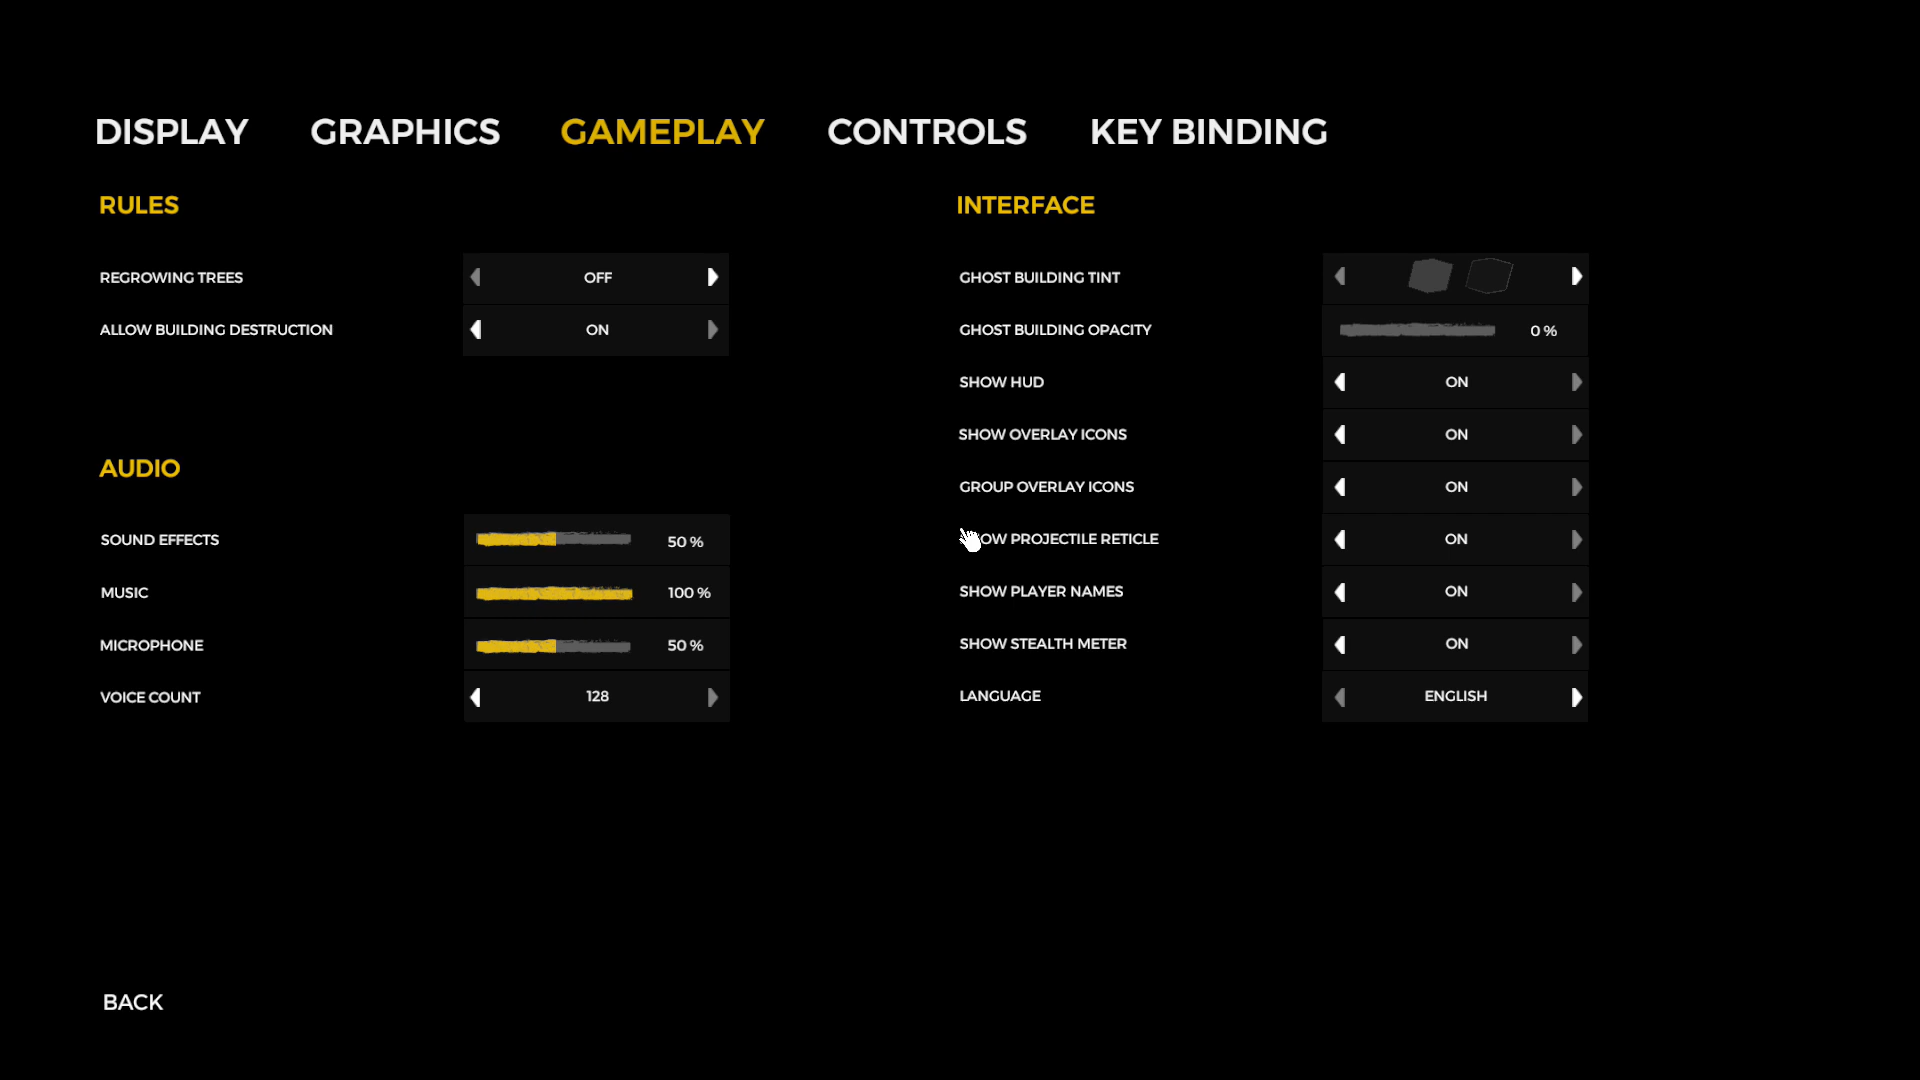 DISPLAY GRAPHICS GAMEPLAY CONTROLS KEY BINDING
RULES
REGROWING TREES OFF
ALLOW BUILDING DESTRUCTION ON
AUDIO
SOUND EFFECTS 50 %
MUSIC 100 %
MICROPHONE 50 %
VOICE COUNT 128
INTERFACE
GHOST BUILDING TINT
GHOST BUILDING OPACITY 0 %
SHOW HUD ON
SHOW OVERLAY ICONS ON
GROUP OVERLAY ICONS ON
SHOW PROJECTILE RETICLE ON
SHOW PLAYER NAMES ON
SHOW STEALTH METER ON
LANGUAGE ENGLISH
BACK